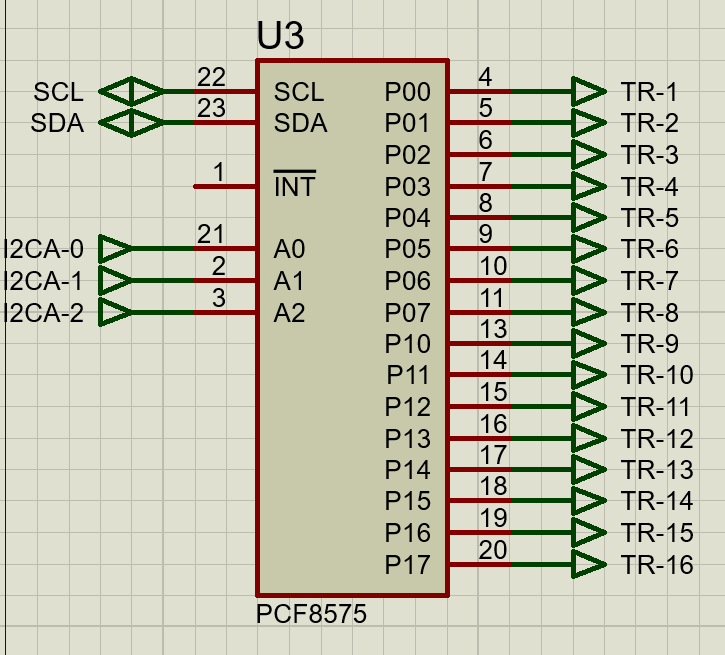 U3
SCL 22 SCL P00 4 TR-1
SDA 23 SDA P01 5 TR-2
P02 6 TR-3
1 INT P03 7 TR-4
P04 8 TR-5
I2CA-0 21 A0 P05 9 TR-6
I2CA-1 2 A1 P06 10 TR-7
I2CA-2 3 A2 P07 11 TR-8
P10 13 TR-9
P11 14 TR-10
P12 15 TR-11
P13 16 TR-12
P14 17 TR-13
P15 18 TR-14
P16 19 TR-15
P17 20 TR-16
PCF8575